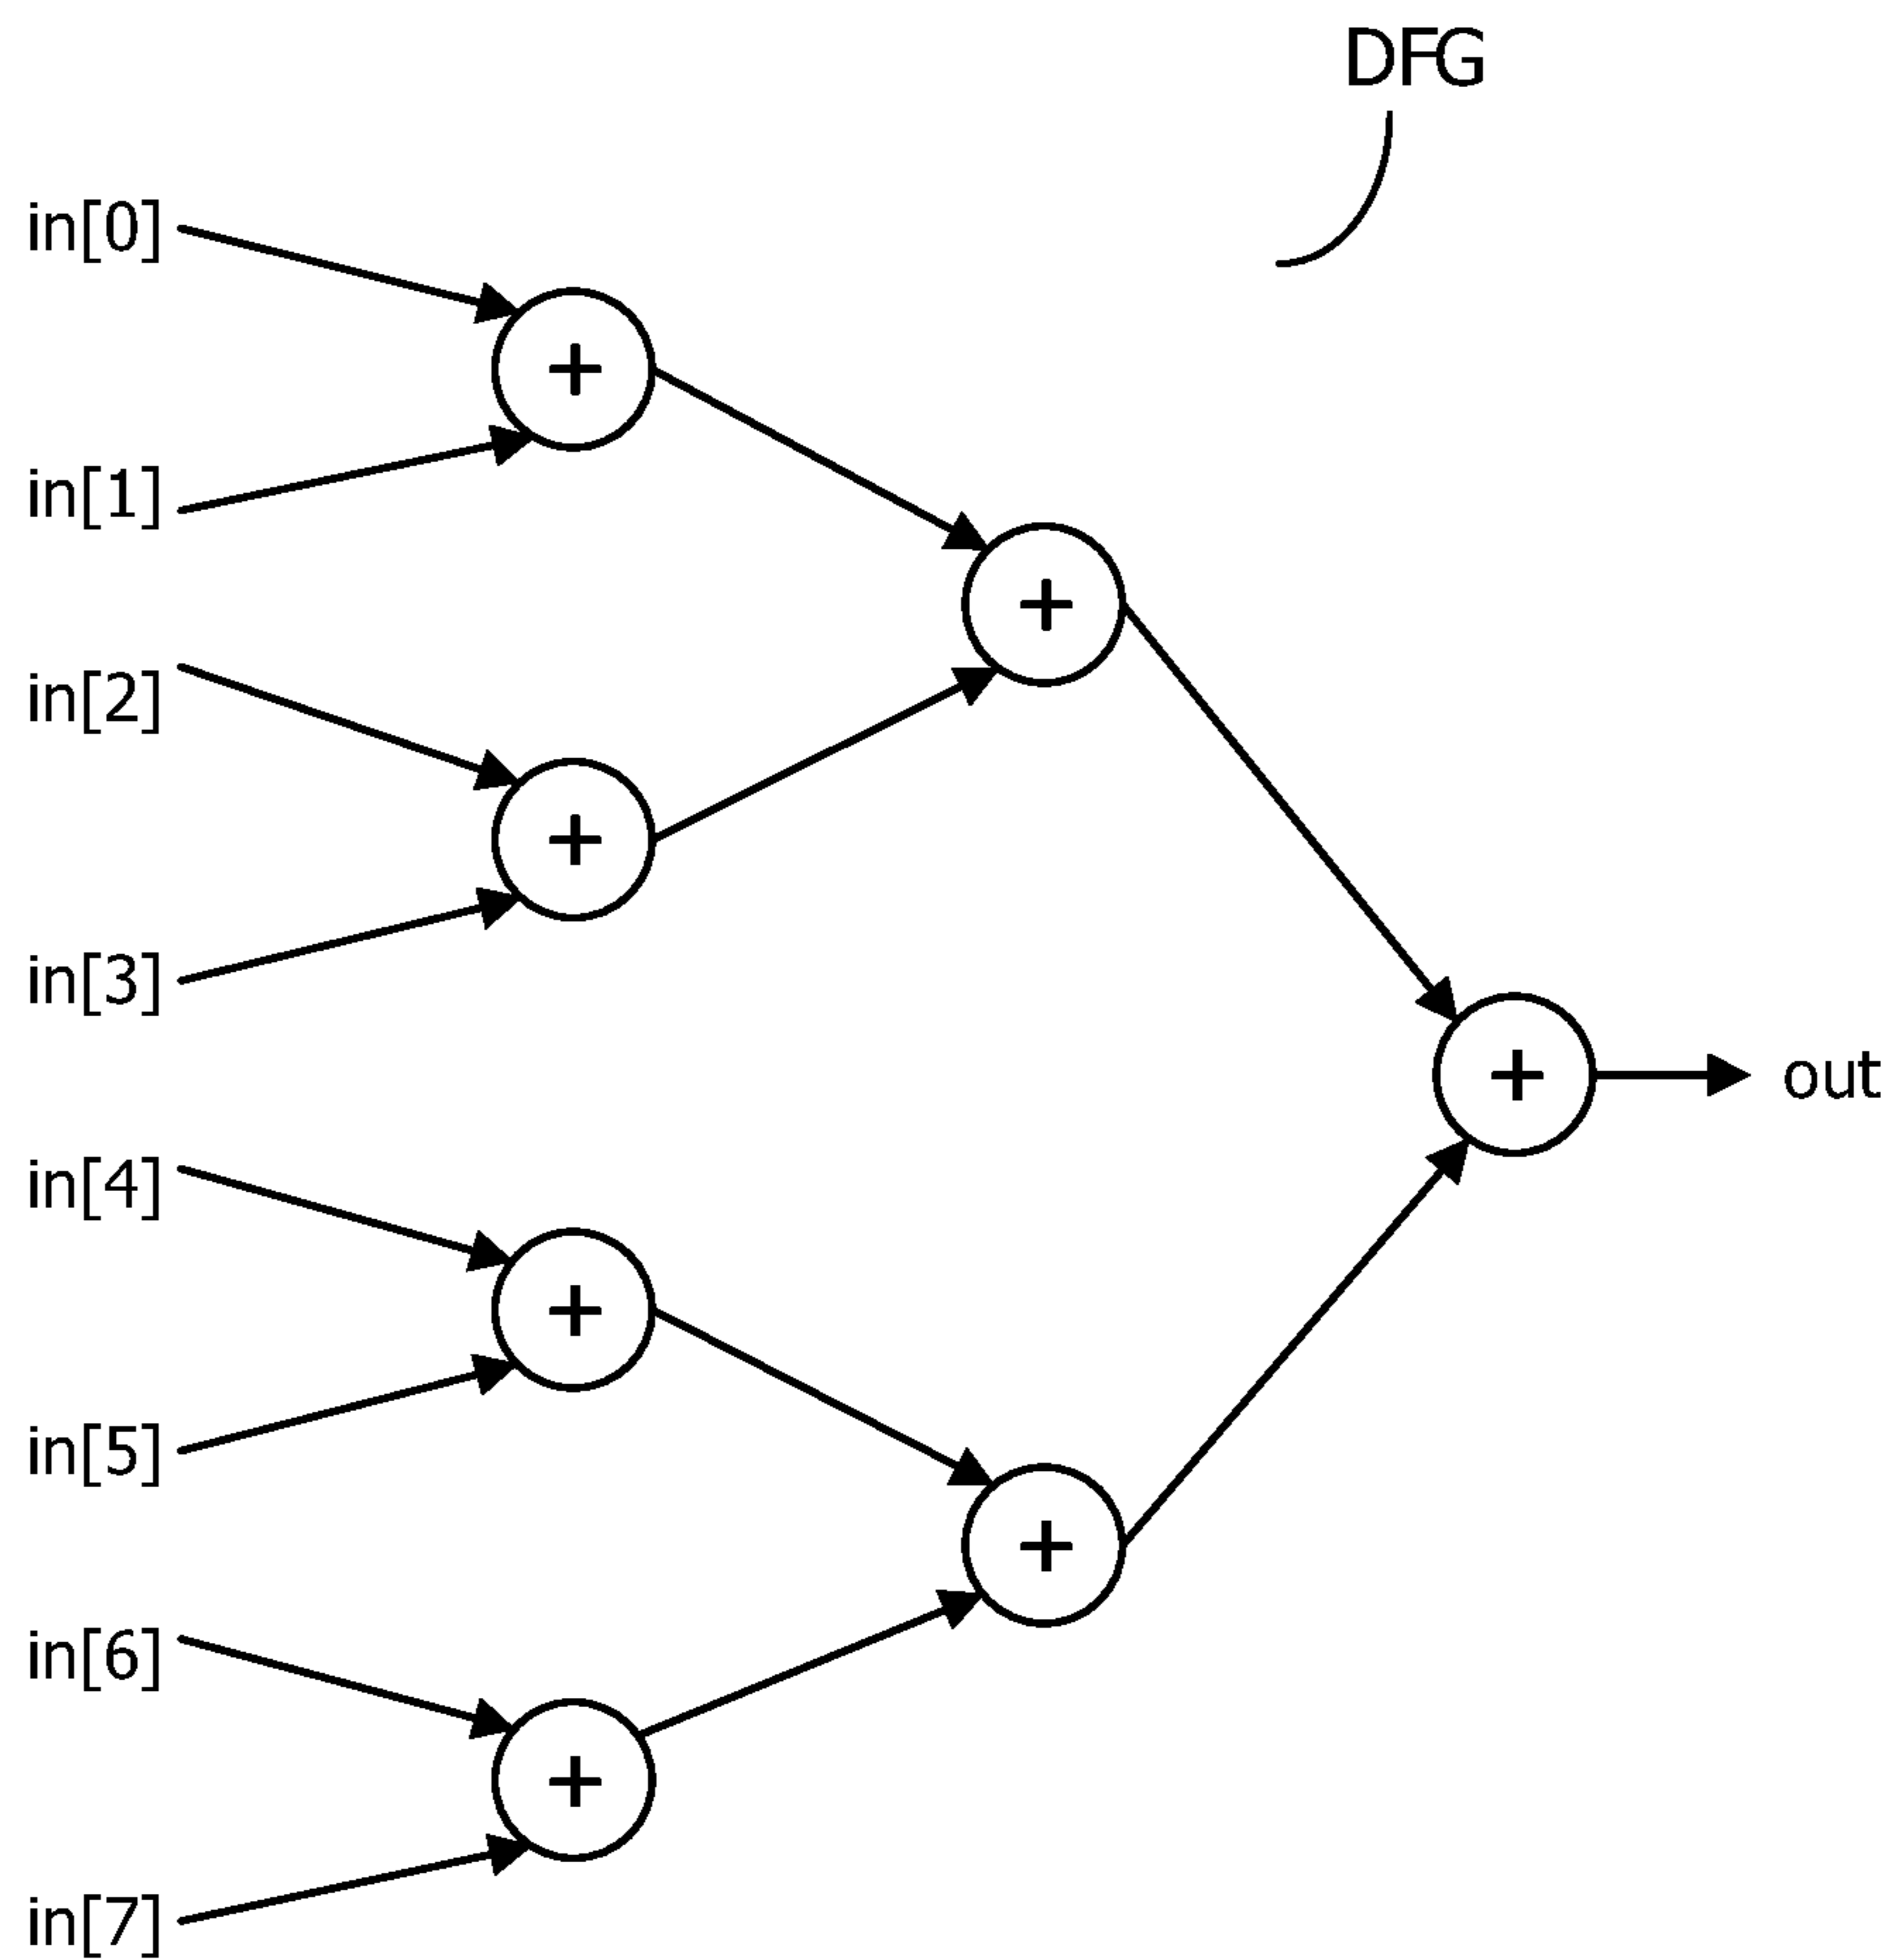 DFG
in[0]
+
in[1]
+
in[2]
+
in[3]
+
out
in[4]
+
in[5]
+
in[6]
+
in[7]